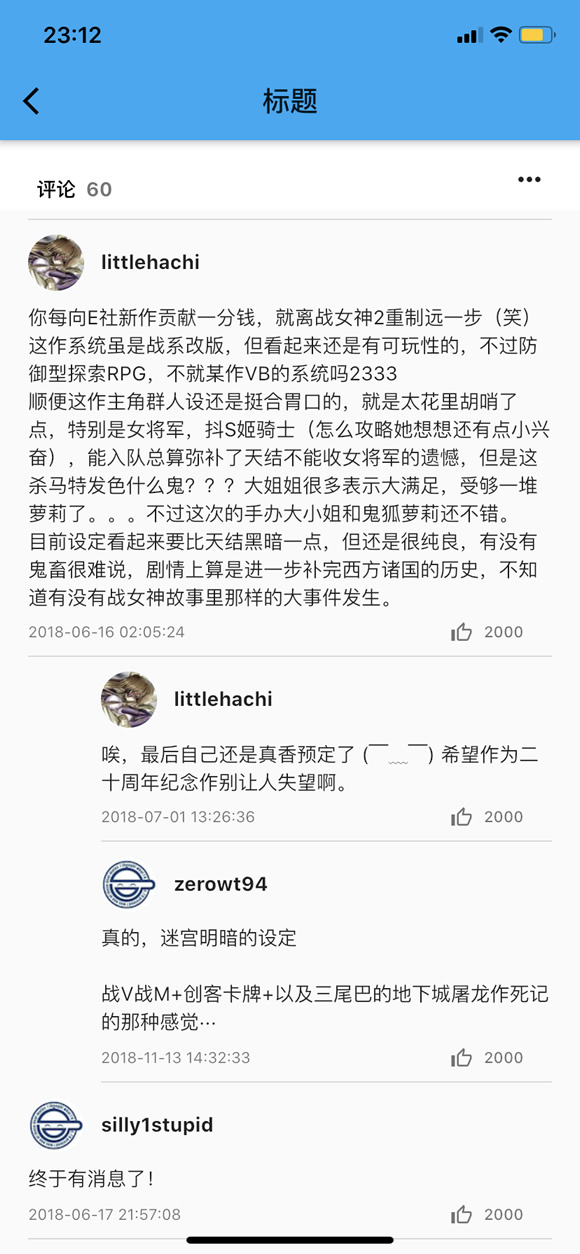 23:12
标题
评论 60
littlehachi
你每向E社新作贡献一分钱，就离战女神2重制远一步（笑）
这作系统虽是战系改版，但看起来还是有可玩性的，不过防
御型探索RPG，不就某作VB的系统吗2333
顺便这作主角群人设还是挺合胃口的，就是太花里胡哨了
点，特别是女将军，抖S姬骑士（怎么攻略她想想还有点小兴
奋），能入队总算弥补了天结不能收女将军的遗憾，但是这
杀马特发色什么鬼？？？大姐姐很多表示大满足，受够一堆
萝莉了。。。不过这次的手办大小姐和鬼狐萝莉还不错。
目前设定看起来要比天结黑暗一点，但还是很纯良，有没有
鬼畜很难说，剧情上算是进一步补完西方诸国的历史，不知
道有没有战女神故事里那样的大事件发生。
2018-06-16 02:05:24 2000
littlehachi
唉，最后自己还是真香预定了 (￣﹏￣) 希望作为二
十周年纪念作别让人失望啊。
2018-07-01 13:26:36 2000
zerowt94
真的，迷宫明暗的设定
战V战M+创客卡牌+以及三尾巴的地下城屠龙作死记
的那种感觉…
2018-11-13 14:32:33 2000
silly1stupid
终于有消息了！
2018-06-17 21:57:08 2000